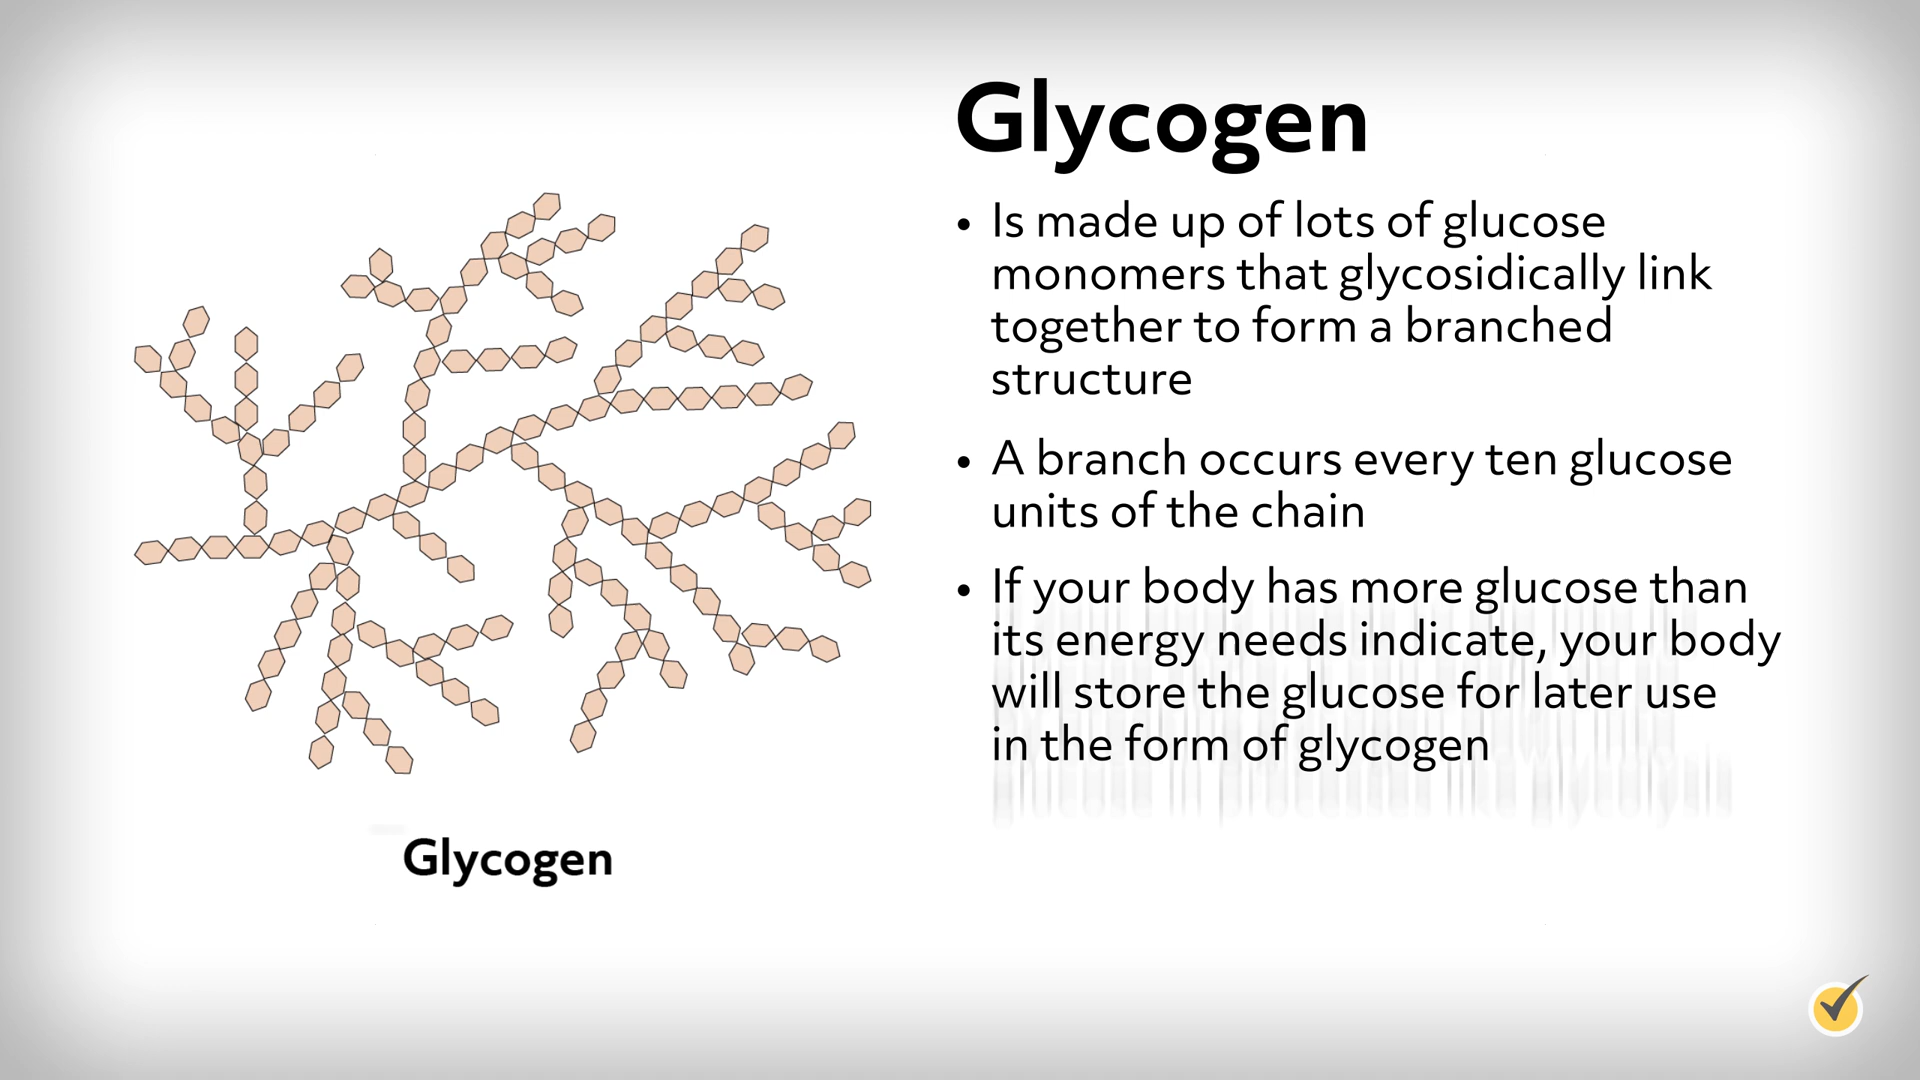 Glycogen
• Is made up of lots of glucose
monomers that glycosidically link
together to form a branched
structure
• A branch occurs every ten glucose
units of the chain
• If your body has more glucose than
its energy needs indicate, your body
will store the glucose for later use
in the form of glycogen
Glycogen